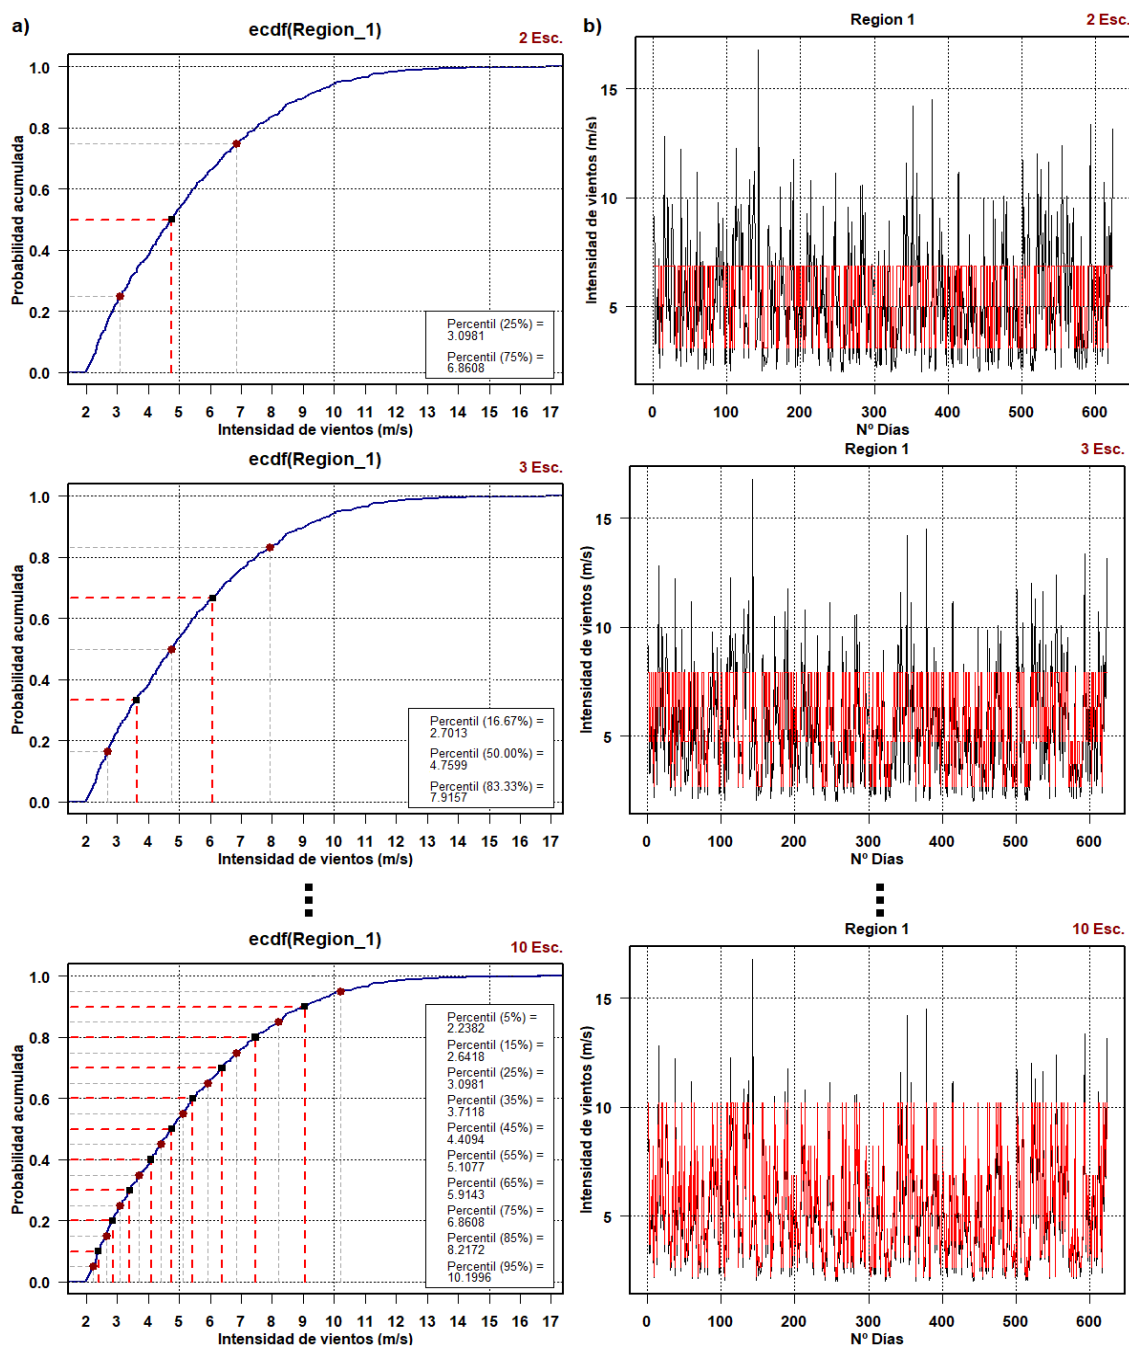 a)
ecdf(Region_1)
2 Esc.
Probabilidad acumulada
1.0
0.8
0.6
0.4
0.2
0.0
Percentil (25%) =
3.0981
Percentil (75%) =
6.8608
2 3 4 5 6 7 8 9 10 11 12 13 14 15 16 17
Intensidad de vientos (m/s)
b)
Region 1
2 Esc.
Intensidad de vientos (m/s)
15
10
5
0 100 200 300 400 500 600
Nº Días
ecdf(Region_1)
3 Esc.
Probabilidad acumulada
1.0
0.8
0.6
0.4
0.2
0.0
Percentil (16.67%) =
2.7013
Percentil (50.00%) =
4.7599
Percentil (83.33%) =
7.9157
2 3 4 5 6 7 8 9 10 11 12 13 14 15 16 17
Intensidad de vientos (m/s)
Region 1
3 Esc.
Intensidad de vientos (m/s)
15
10
5
0 100 200 300 400 500 600
Nº Días
ecdf(Region_1)
10 Esc.
Probabilidad acumulada
1.0
0.8
0.6
0.4
0.2
0.0
Percentil (5%) =
2.2382
Percentil (15%) =
2.6418
Percentil (25%) =
3.0981
Percentil (35%) =
3.7118
Percentil (45%) =
4.4094
Percentil (55%) =
5.1077
Percentil (65%) =
5.9143
Percentil (75%) =
6.8608
Percentil (85%) =
8.2172
Percentil (95%) =
10.1996
2 3 4 5 6 7 8 9 10 11 12 13 14 15 16 17
Intensidad de vientos (m/s)
Region 1
10 Esc.
Intensidad de vientos (m/s)
15
10
5
0 100 200 300 400 500 600
Nº Días